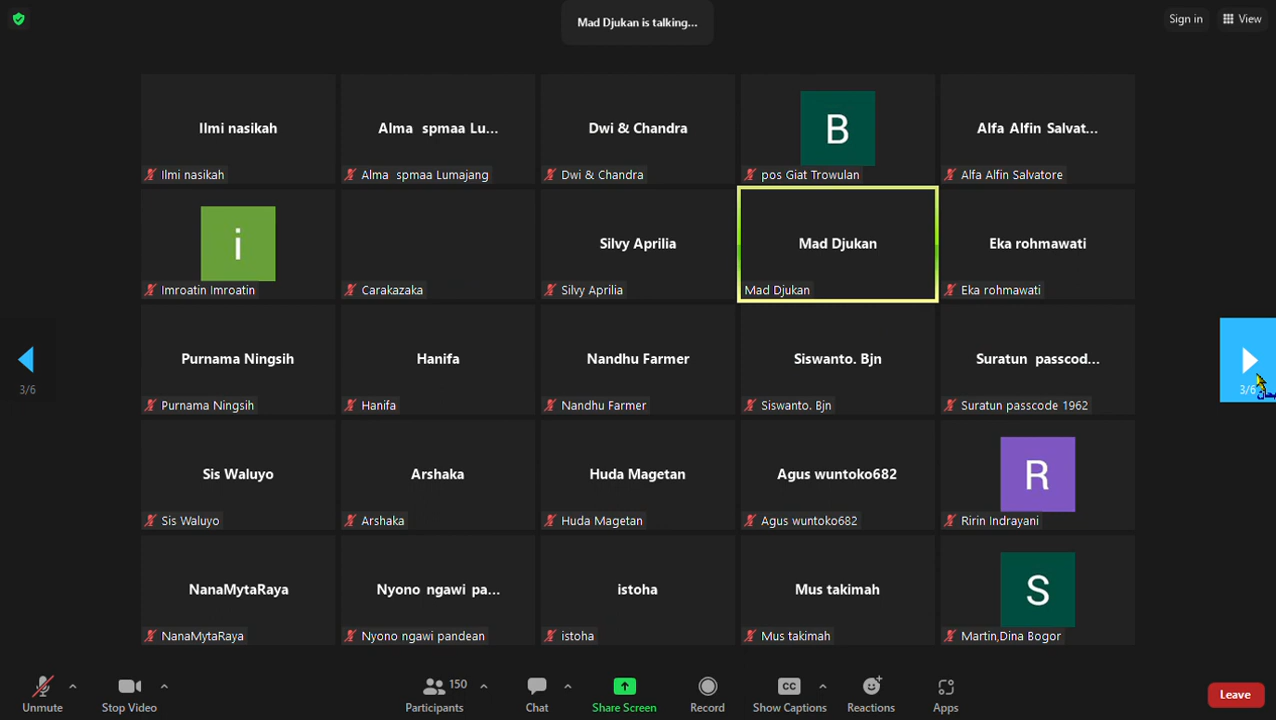 Mad Djukan is talking...
Sign in
View
Ilmi nasikah
Alma spmaa Lu...
Dwi & Chandra
B
Alfa Alfin Salvat...
Ilmi nasikah
Alma spmaa Lumajang
Dwi & Chandra
pos Giat Trowulan
Alfa Alfin Salvatore
i
Silvy Aprilia
Mad Djukan
Eka rohmawati
Imroatin Imroatin
Carakazaka
Silvy Aprilia
Mad Djukan
Eka rohmawati
Purnama Ningsih
Hanifa
Nandhu Farmer
Siswanto. Bjn
Suratun passcod...
3/6
3/6
Purnama Ningsih
Hanifa
Nandhu Farmer
Siswanto. Bjn
Suratun passcode 1962
Sis Waluyo
Arshaka
Huda Magetan
Agus wuntoko682
R
Sis Waluyo
Arshaka
Huda Magetan
Agus wuntoko682
Ririn Indrayani
NanaMytaRaya
Nyono ngawi pa...
istoha
Mus takimah
S
NanaMytaRaya
Nyono ngawi pandean
istoha
Mus takimah
Martin,Dina Bogor
Unmute
Stop Video
150
Participants
Chat
Share Screen
Record
CC
Show Captions
Reactions
Apps
Leave